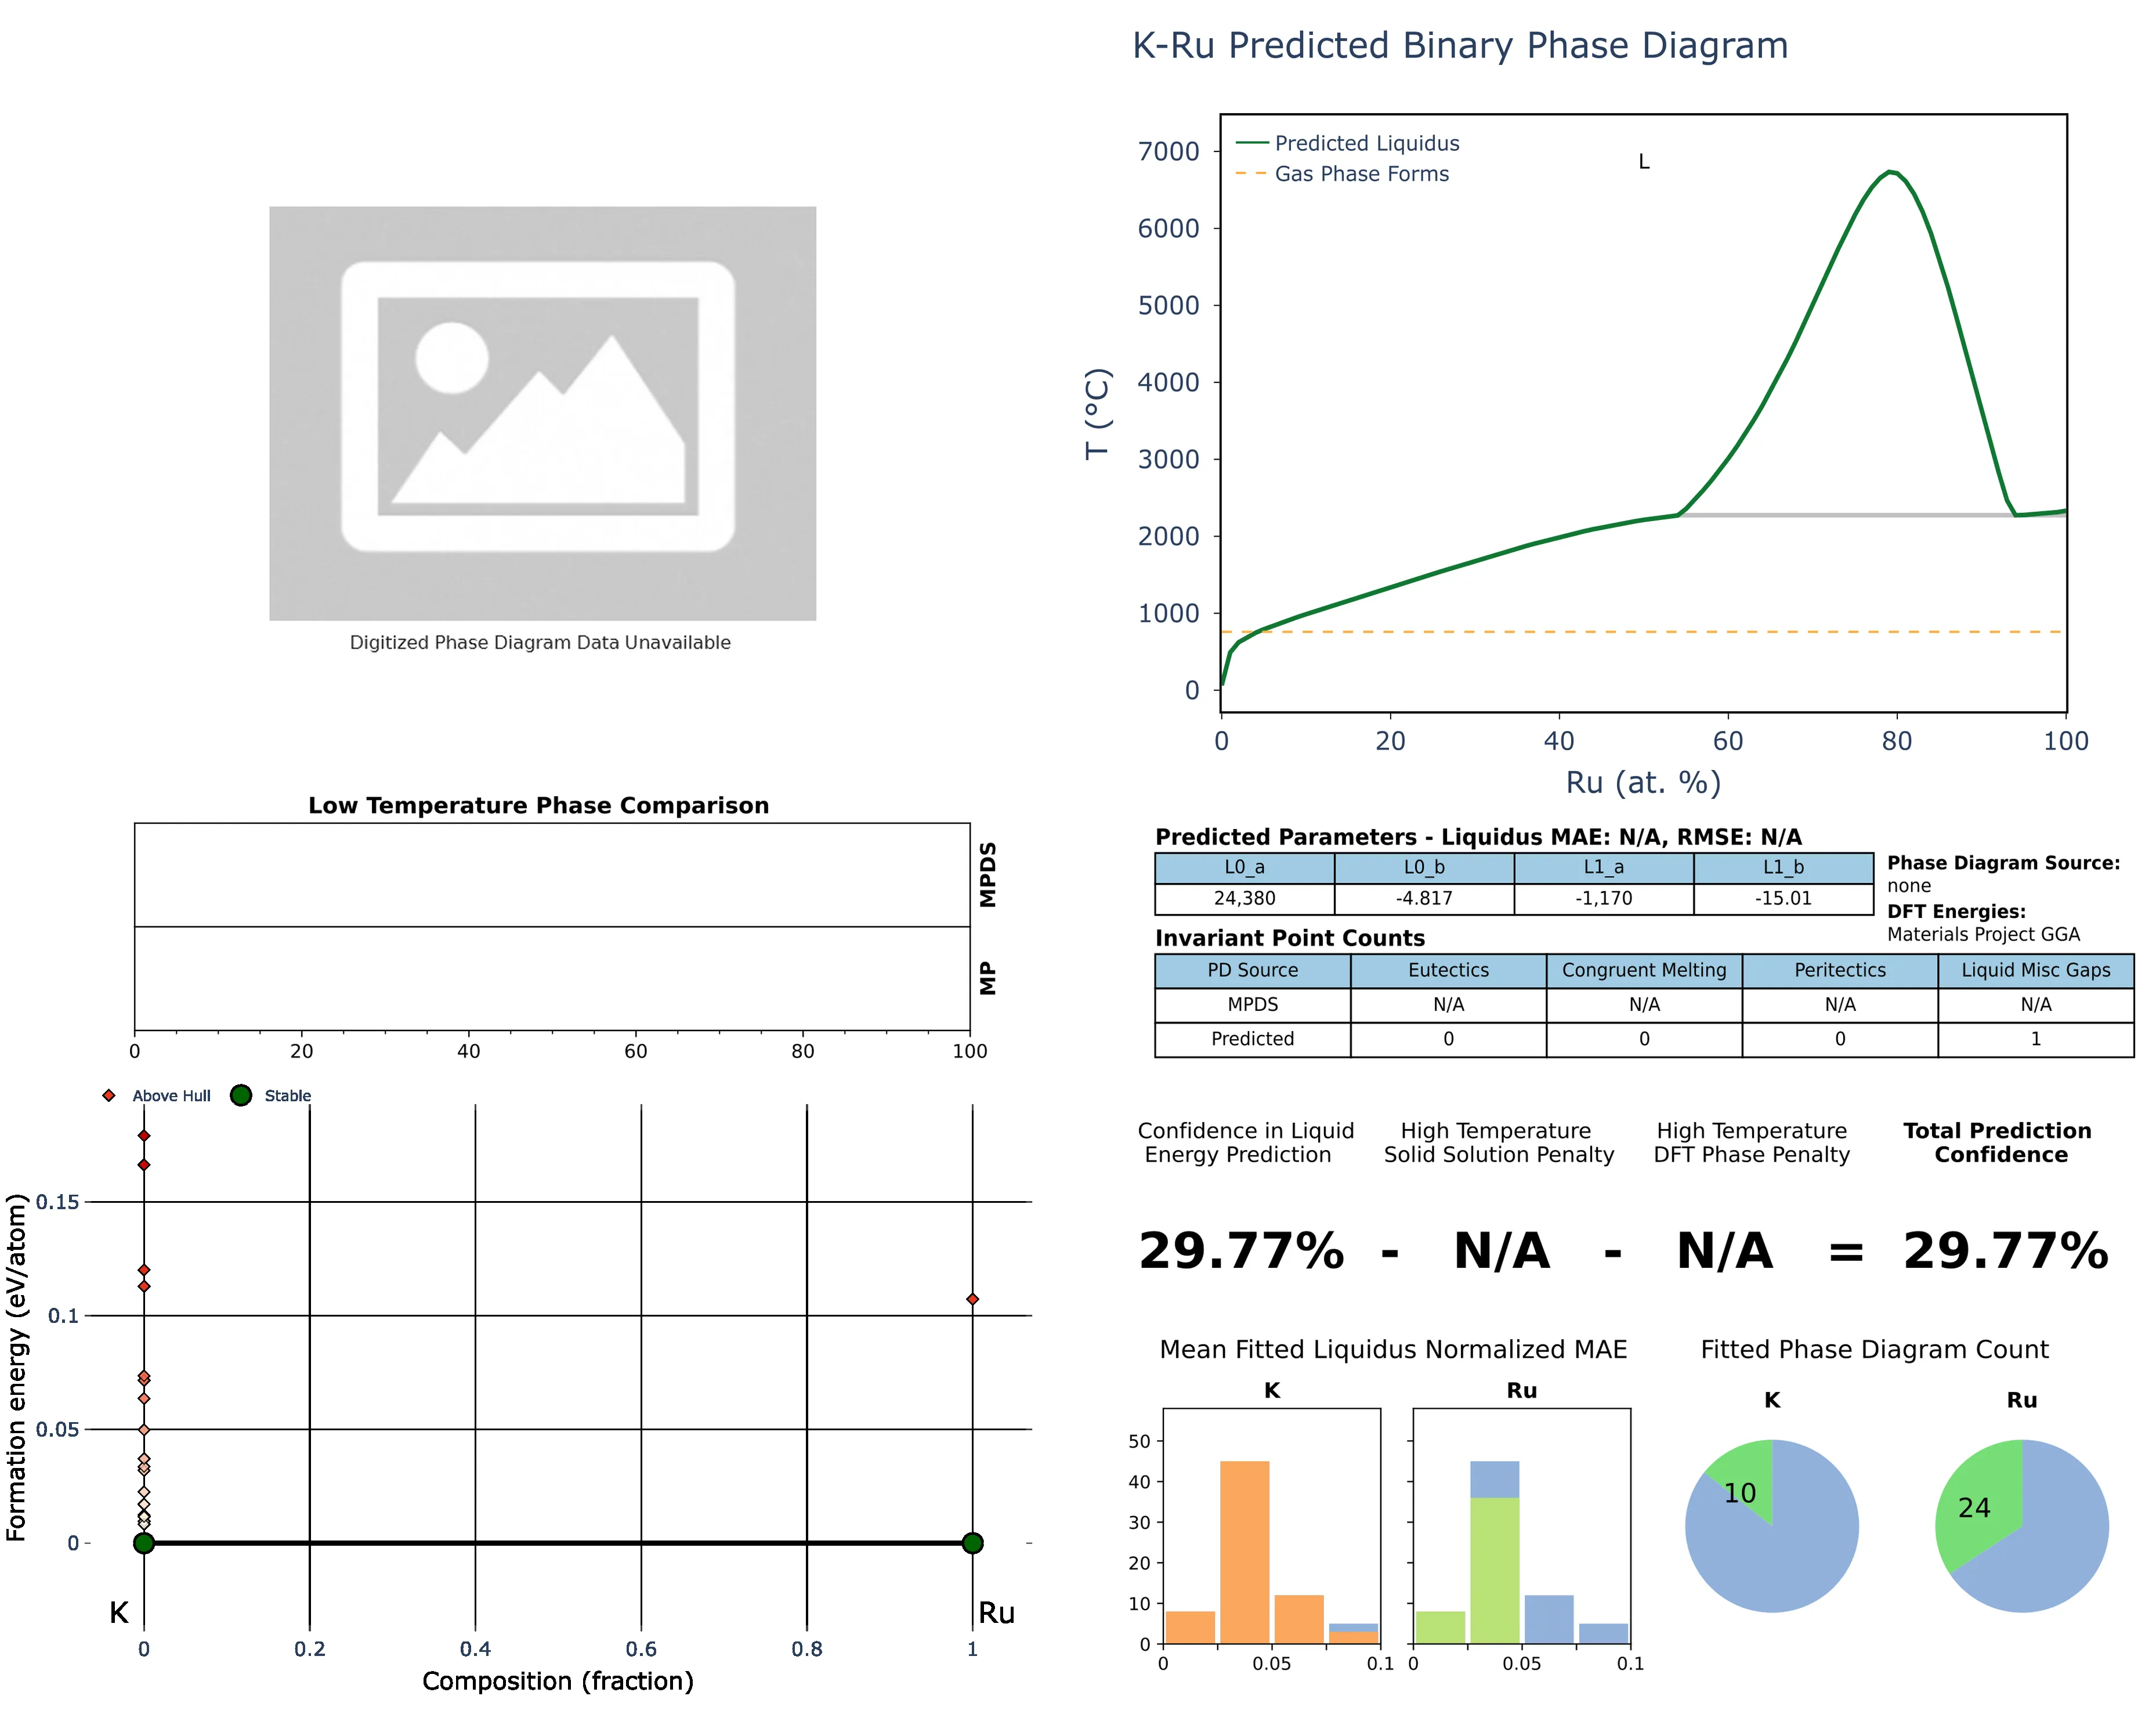 K-Ru Predicted Binary Phase Diagram
Predicted Liquidus
Gas Phase Forms
L
7000
6000
5000
4000
3000
2000
1000
0
T (°C)
0 20 40 60 80 100
Ru (at. %)
Digitized Phase Diagram Data Unavailable
Low Temperature Phase Comparison
MPDS
MP
0 20 40 60 80 100
Predicted Parameters - Liquidus MAE: N/A, RMSE: N/A
L0_a L0_b L1_a L1_b
24,380 -4.817 -1,170 -15.01
Phase Diagram Source:
none
DFT Energies:
Materials Project GGA
Invariant Point Counts
PD Source Eutectics Congruent Melting Peritectics Liquid Misc Gaps
MPDS N/A N/A N/A N/A
Predicted 0 0 0 1
Above Hull Stable
0.15
0.1
0.05
0
Formation energy (eV/atom)
K Ru
0 0.2 0.4 0.6 0.8 1
Composition (fraction)
Confidence in Liquid
Energy Prediction
High Temperature
Solid Solution Penalty
High Temperature
DFT Phase Penalty
Total Prediction
Confidence
29.77% - N/A - N/A = 29.77%
Mean Fitted Liquidus Normalized MAE
K Ru
50
40
30
20
10
0
0 0.05 0.1 0 0.05 0.1
Fitted Phase Diagram Count
K Ru
10 24